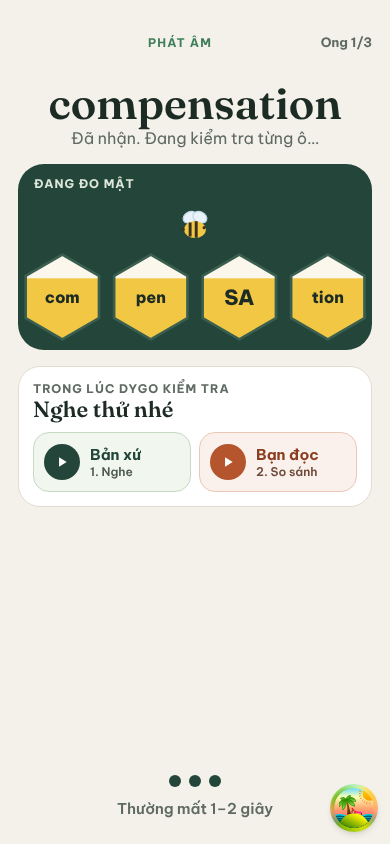 PHÁT ÂM
Ong 1/3
compensation
Đã nhận. Đang kiểm tra từng ô...
ĐANG ĐO MẬT
com pen SA tion
TRONG LÚC DYGO KIỂM TRA
Nghe thử nhé
Bản xứ
1. Nghe
Bạn đọc
2. So sánh
Thường mất 1–2 giây